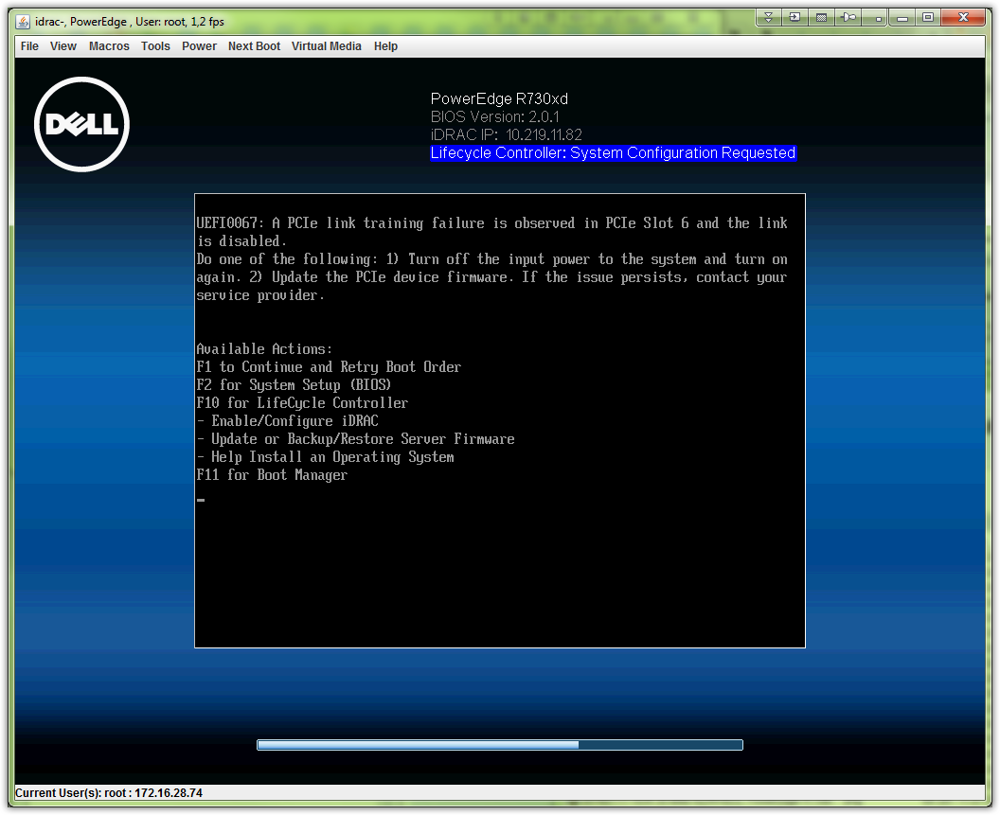 idrac-, PowerEdge , User: root, 1,2 fps
File View Macros Tools Power Next Boot Virtual Media Help
DELL
PowerEdge R730xd
BIOS Version: 2.0.1
iDRAC IP: 10.219.11.82
Lifecycle Controller: System Configuration Requested
UEFI0067: A PCIe link training failure is observed in PCIe Slot 6 and the link
is disabled.
Do one of the following: 1) Turn off the input power to the system and turn on
again. 2) Update the PCIe device firmware. If the issue persists, contact your
service provider.
Available Actions:
F1 to Continue and Retry Boot Order
F2 for System Setup (BIOS)
F10 for LifeCycle Controller
- Enable/Configure iDRAC
- Update or Backup/Restore Server Firmware
- Help Install an Operating System
F11 for Boot Manager
Current User(s): root : 172.16.28.74